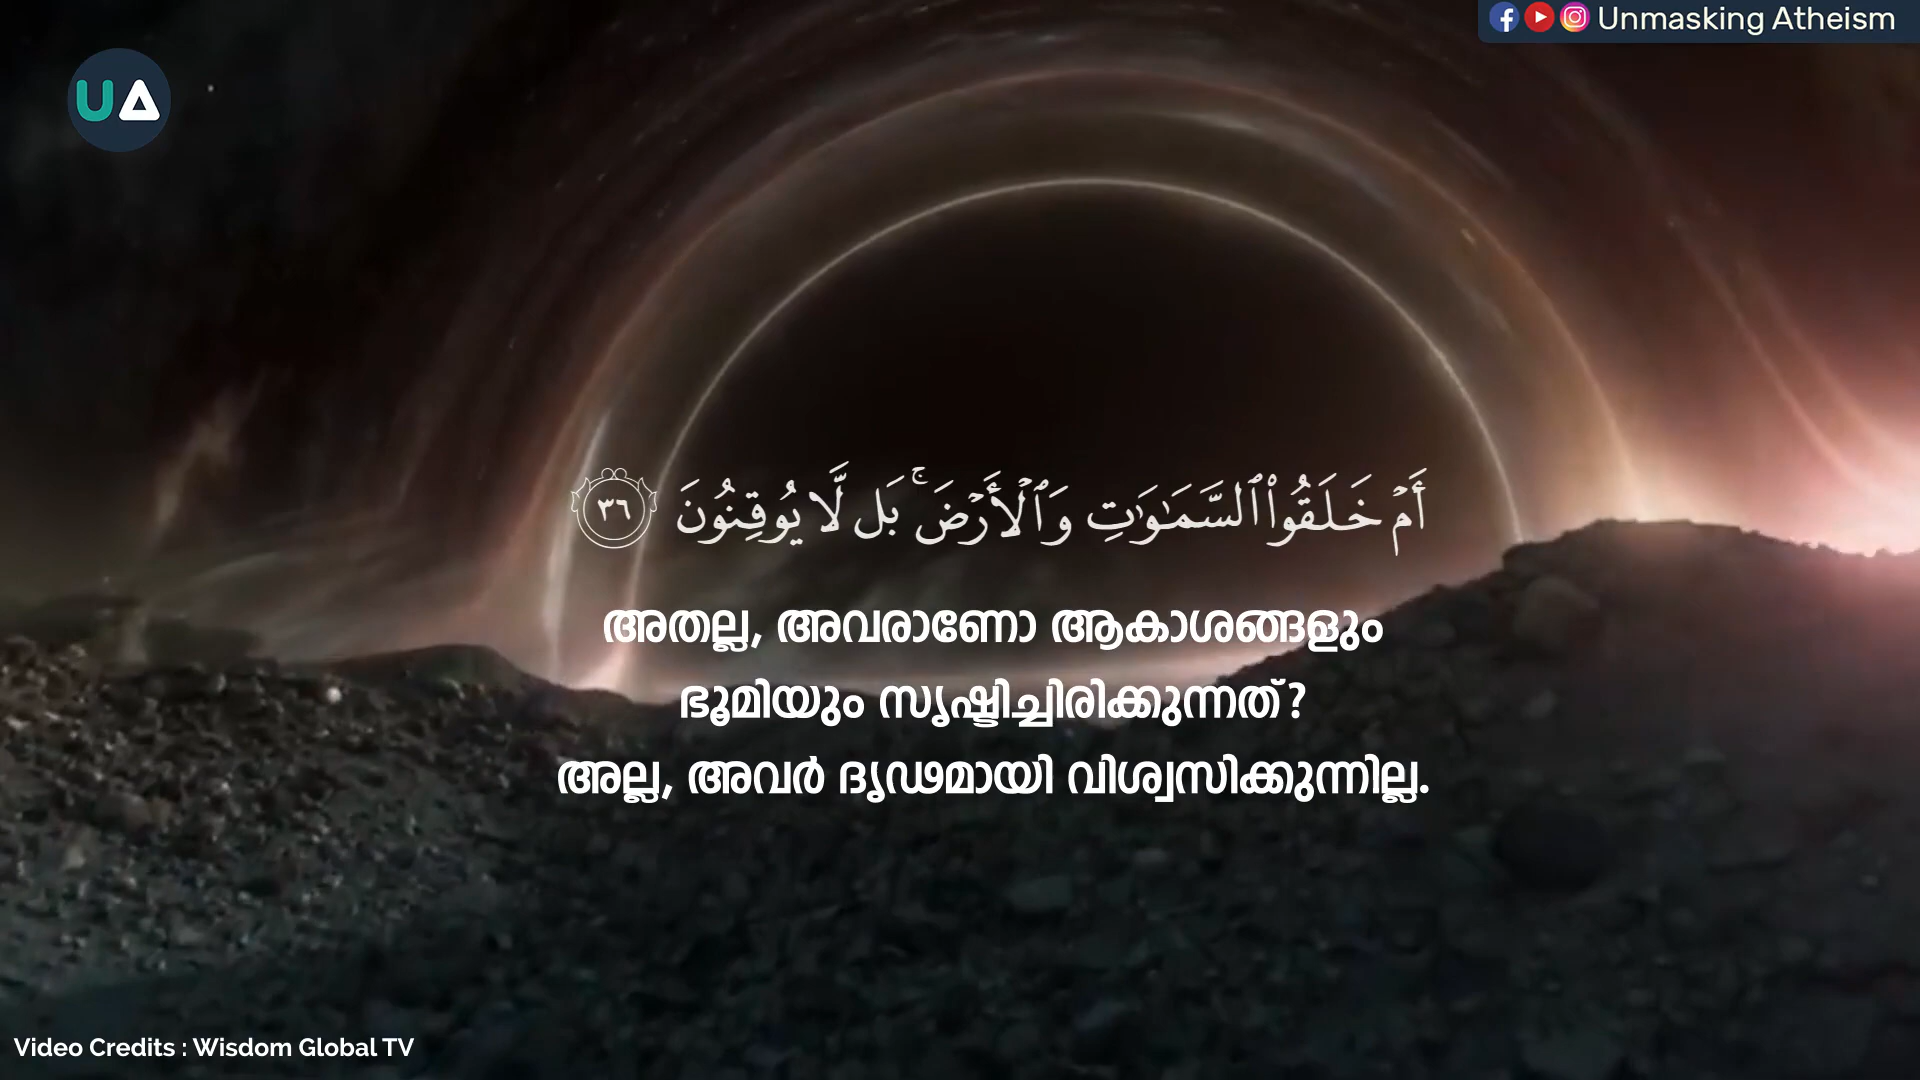 Unmasking Atheism
UA
أَمۡ خَلَقُواْ ٱلسَّمَٰوَٰتِ وَٱلۡأَرۡضَۚ بَل لَّا يُوقِنُونَ ٣٦
അതല്ല, അവരാണോ ആകാശങ്ങളും
ഭൂമിയും സൃഷ്ടിച്ചിരിക്കുന്നത്?
അല്ല, അവർ ദൃഢമായി വിശ്വസിക്കുന്നില്ല.
Video Credits : Wisdom Global TV